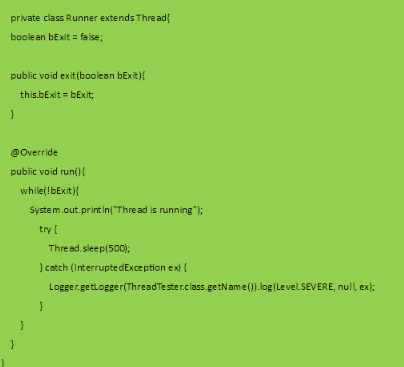 private class Runner extends Thread{
boolean bExit = false;
public void exit(boolean bExit){
this.bExit = bExit;
}
@Override
public void run(){
while(!bExit){
System.out.println("Thread is running");
try {
Thread.sleep(500);
} catch (InterruptedException ex) {
Logger.getLogger(ThreadTester.class.getName()).log(Level.SEVERE, null, ex);
}
}
}
}